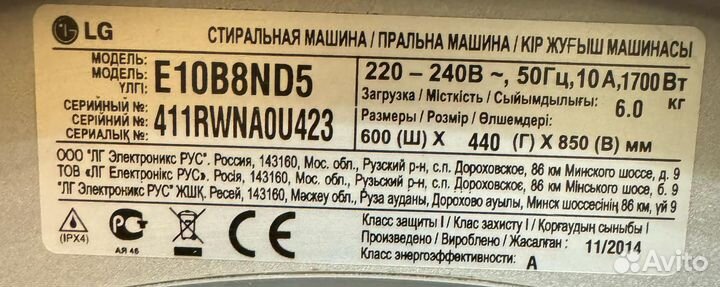 LG
СТИРАЛЬНАЯ МАШИНА / ПРАЛЬНА МАШИНА / КІР ЖУҒЫШ МАШИНАСЫ
МОДЕЛЬ:
МОДЕЛЬ:
ҮЛГІ:
E10B8ND5
220 – 240В ~, 50Гц, 10 А, 1700 Вт
Загрузка / Місткість / Сыйымдылығы: 6.0 кг
СЕРИЙНЫЙ №
СЕРІЙНИЙ №
СЕРИАЛЫҚ №
411RWNA0U423
Размеры / Розмір / Өлшемдері:
600 (Ш) X 440 (Г) X 850 (В) мм
ООО "ЛГ Электроникс РУС". Россия, 143160, Мос. обл., Рузский р-н, с.п. Дороховское, 86 км Минского шоссе, д. 9
ТОВ «ЛГ Електронікс РУС». Росія, 143160, Мос. обл., Рузьский р-н, с.п. Дороховское, 86 км Мінського шосе, б. 9
"ЛГ Электроникс РУС" ЖШҚ. Ресей, 143160, Мәскеу обл., Руза ауданы, Дорохово ауылы, Минск шоссесінің 86 км, үй 9
(IPX4)
РС
АЯ 46
CE
Класс защиты I / Клас захисту I / Қорғаудың сыныбы I
Произведено / Вироблено / Жасалған: 11/2014
Класс энергоэффективности: A
Avito